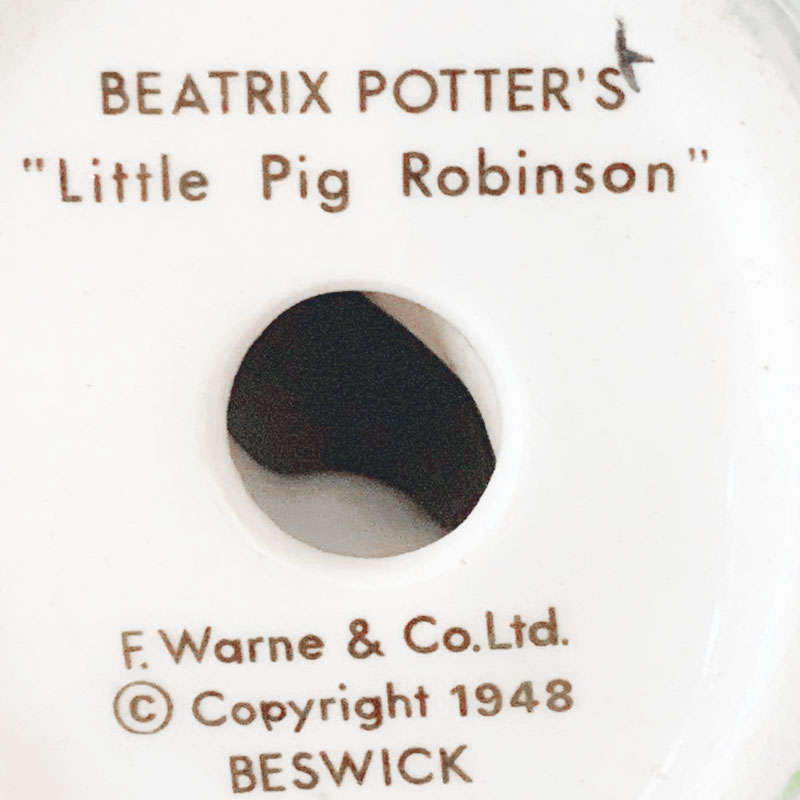 BEATRIX POTTER'S
"Little Pig Robinson"
F. Warne & Co.Ltd.
© Copyright 1948
BESWICK